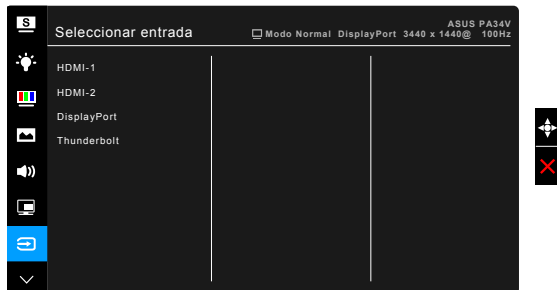 S
ASUS PA34V
Seleccionar entrada
Modo Normal DisplayPort 3440 x 1440@ 100Hz
HDMI-1
HDMI-2
DisplayPort
Thunderbolt